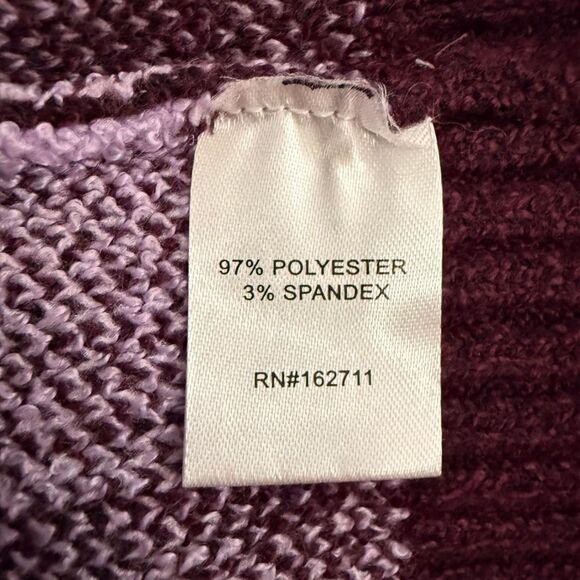 97% POLYESTER
3% SPANDEX
RN#162711